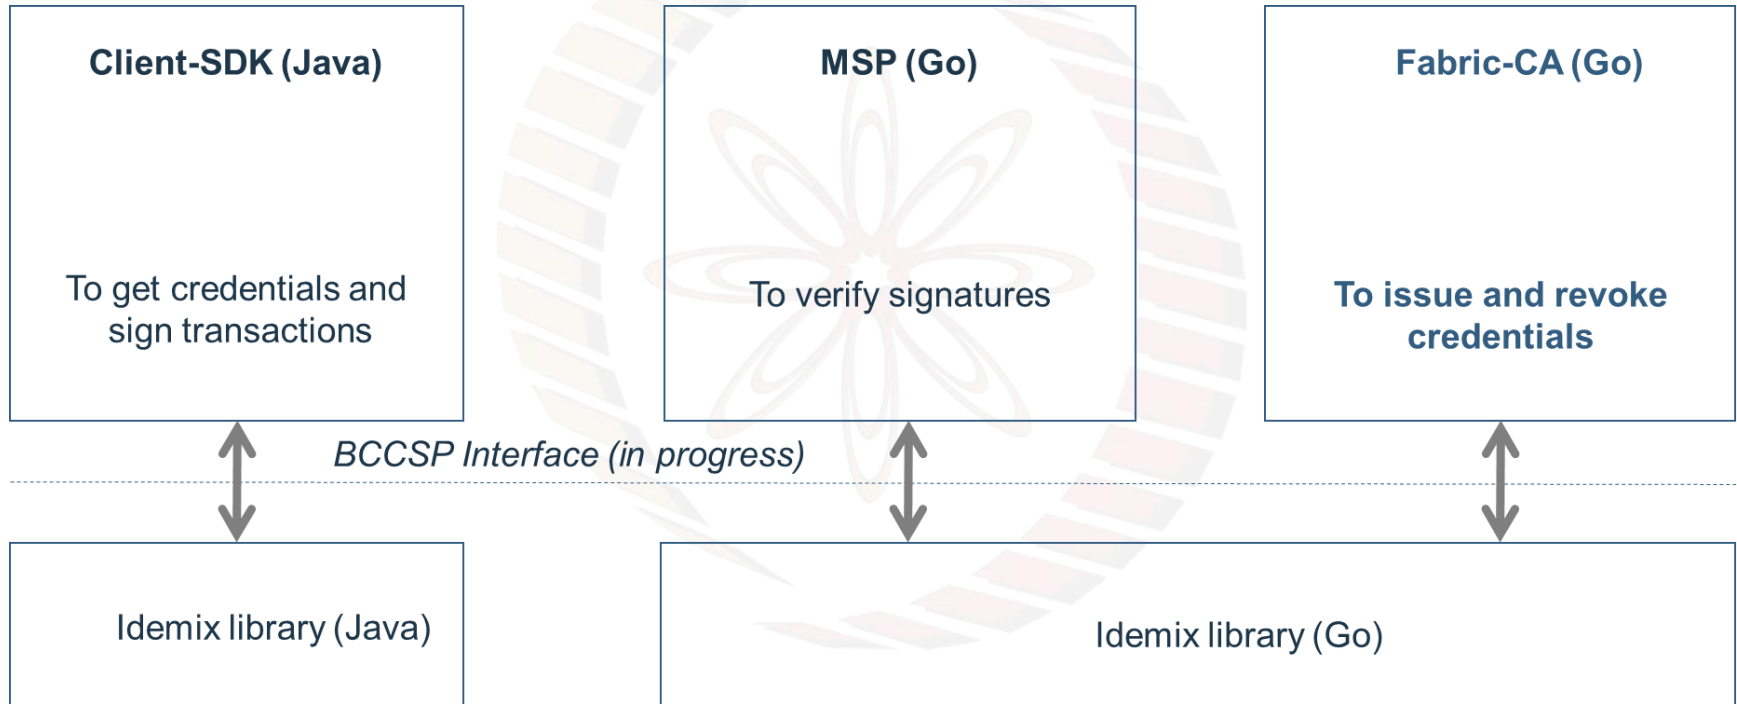 Client-SDK (Java)
To get credentials and
sign transactions
MSP (Go)
To verify signatures
Fabric-CA (Go)
To issue and revoke
credentials
BCCSP Interface (in progress)
Idemix library (Java)
Idemix library (Go)